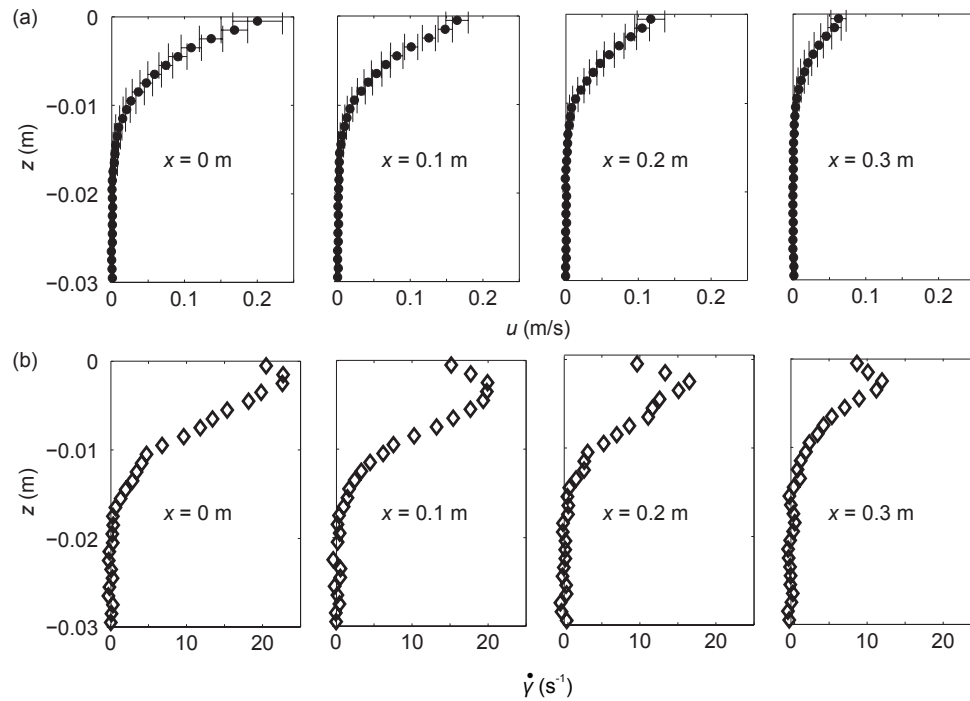 (a)
0
−0.01
−0.02
−0.03
z (m)
x = 0 m
x = 0.1 m
x = 0.2 m
x = 0.3 m
0 0.1 0.2 0 0.1 0.2 0 0.1 0.2 0 0.1 0.2
u (m/s)
(b)
0
−0.01
−0.02
−0.03
z (m)
x = 0 m
x = 0.1 m
x = 0.2 m
x = 0.3 m
0 10 20 0 10 20 0 10 20 0 10 20
γ̇ (s⁻¹)